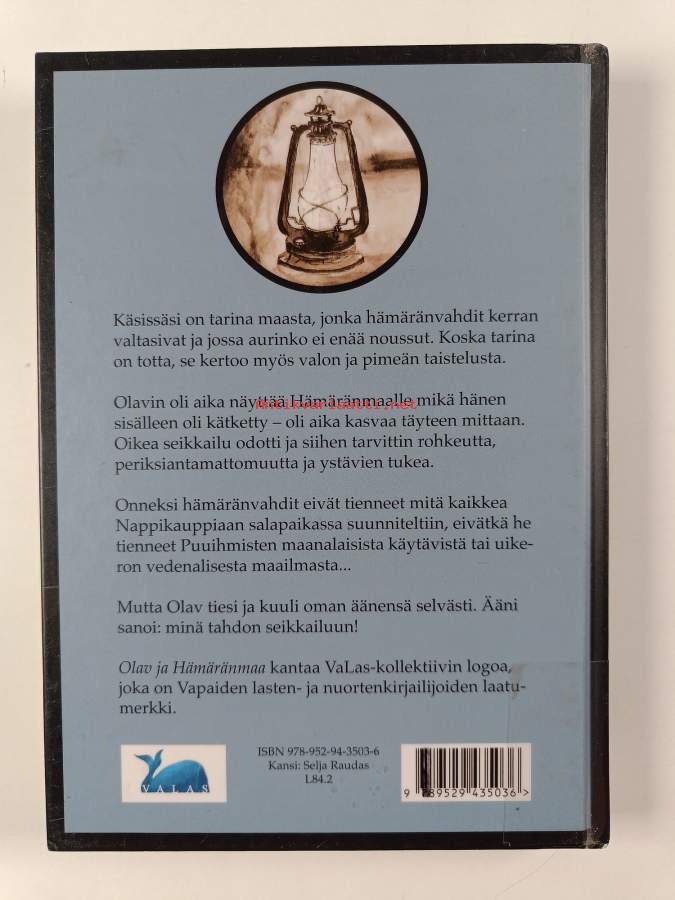 Käsissäsi on tarina maasta, jonka hämäränvahdit kerran
valtasivat ja jossa aurinko ei enää noussut. Koska tarina
on totta, se kertoo myös valon ja pimeän taistelusta.
Olavin oli aika näyttää Hämäränmaalle mikä hänen
Antikvariaatti.net
sisälleen oli kätketty – oli aika kasvaa täyteen mittaan.
Oikea seikkailu odotti ja siihen tarvittin rohkeutta,
periksiantamattomuutta ja ystävien tukea.
Onneksi hämäränvahdit eivät tienneet mitä kaikkea
Nappikauppiaan salapaikassa suunniteltiin, eivätkä he
tienneet Puuihmisten maanalaisista käytävistä tai uike-
ron vedenalisesta maailmasta...
Mutta Olav tiesi ja kuuli oman äänensä selvästi. Ääni
sanoi: minä tahdon seikkailuun!
Olav ja Hämäränmaa kantaa VaLas-kollektiivin logoa,
joka on Vapaiden lasten- ja nuortenkirjailijoiden laatu-
merkki.
VALAS
ISBN 978-952-94-3503-6
Kansi: Selja Raudas
L84.2
9 789529 435036 >